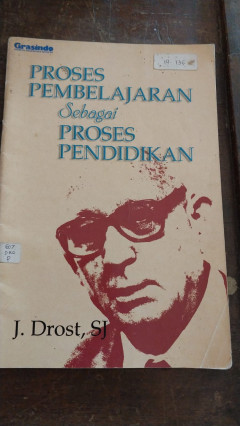 Grasindo
PROSES
PEMBELAJARAN
Sebagai
PROSES
PENDIDIKAN
J. Drost, SJ